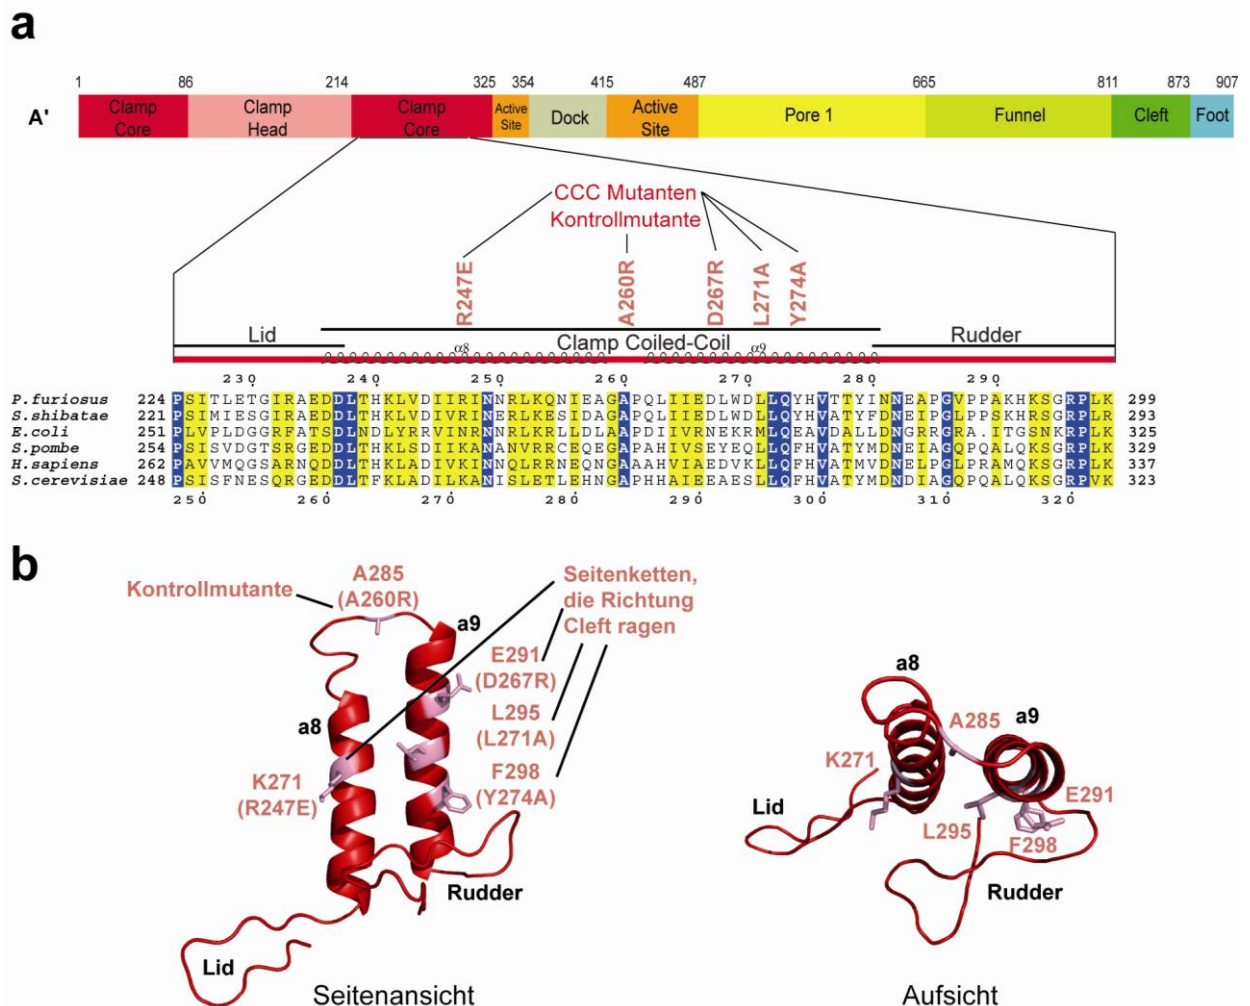 a
1 86 214 325 354 415 487 665 811 873 907
A' Clamp Core Clamp Head Clamp Core Active Site Dock Active Site Pore 1 Funnel Cleft Foot
CCC Mutanten
Kontrollmutante
R247E A260R D267R L271A Y274A
Lid Clamp Coiled-Coil Rudder
α8 α9
230 240 250 260 270 280 290
P.furiosus 224 PSITLETGIRAEDDLTHKLVDIIRINNRLKQNIEAGAPQLIIEDLWDLLQYHVTTYINNEAPGVPPAKHKSGRPLK 299
S.shibatae 221 PSIMIESGIRAEDDLTHKLVDIVRINERLKESIDAGAPQLIIEDLWDLLQYHVATYFDNEIPGLPPSKHRSGRPLR 293
E.coli 251 PLVPLDGGRFATSDLNDLYRRVINRNNRLKRLLDLAAPDIIVRNEKRMLQEAVDALLDNGRRGRA.ITGSNKRPLK 325
S.pombe 254 PSISVDGTSRGEDDLTHKLSDIIKANANVRRCEQEGAPAHIVSEYEQLLQFHVATYMDNEIAGQPQALQKSGRPLK 329
H.sapiens 262 PAVVMQGSARNQDDLTHKLADIVKINNQLRRNEQNGAAAHVIAEDVKLLQFHVATMVDNELPGLPRAMQKSGRPLK 337
S.cerevisiae 248 PSISFNESQRGEDDLTFKLADILKANISLETLEHNGAPHHAIEEAESLLQFHVATYMDNDIAGQPQALQKSGRPVK 323
250 260 270 280 290 300 310 320
b
Kontrollmutante
A285
(A260R)
Seitenketten,
die Richtung
Cleft ragen
a9
E291
(D267R)
a8
L295
(L271A)
K271
(R247E)
F298
(Y274A)
Rudder
Lid
Seitenansicht
a8
A285
a9
K271
E291
Lid
L295
F298
Rudder
Aufsicht